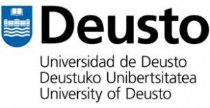 Deusto
Universidad de Deusto
Deustuko Unibertsitatea
University of Deusto